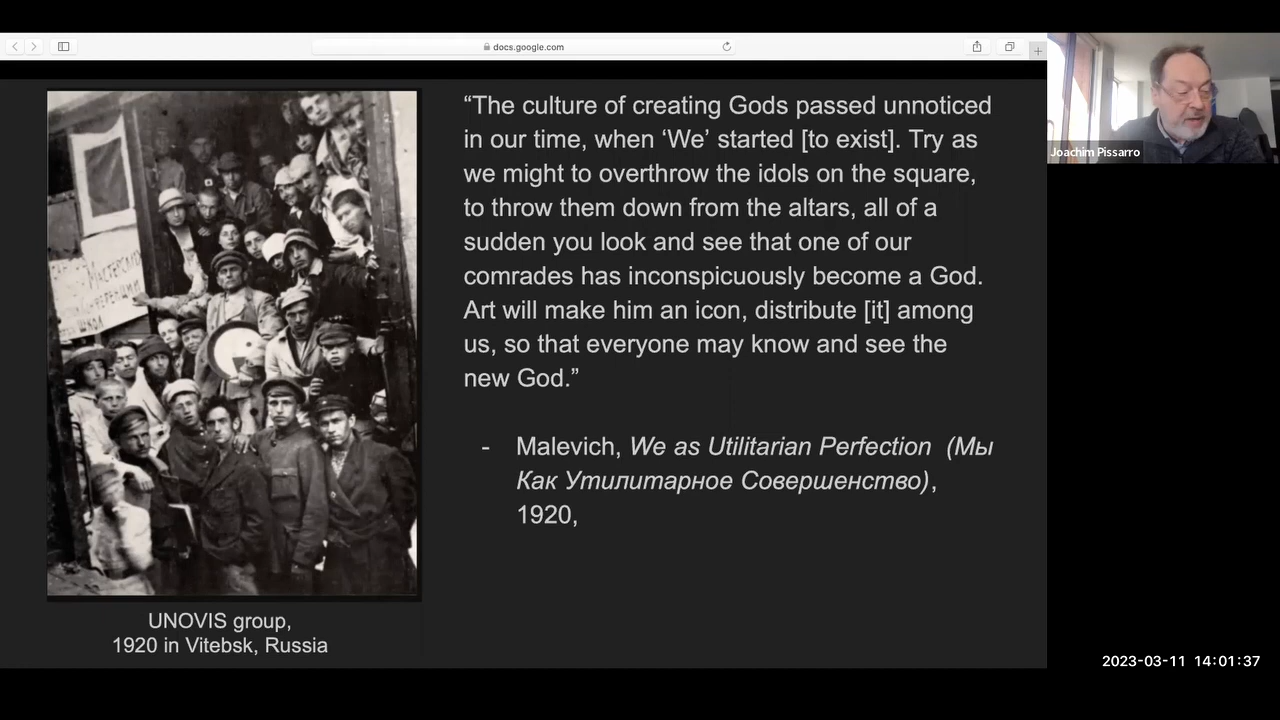 docs.google.com
“The culture of creating Gods passed unnoticed
in our time, when ‘We’ started [to exist]. Try as
we might to overthrow the idols on the square,
to throw them down from the altars, all of a
sudden you look and see that one of our
comrades has inconspicuously become a God.
Art will make him an icon, distribute [it] among
us, so that everyone may know and see the
new God.”
- Malevich, We as Utilitarian Perfection (Мы
Как Утилитарное Совершенство),
1920,
UNOVIS group,
1920 in Vitebsk, Russia
Joachim Pissarro
2023-03-11 14:01:37